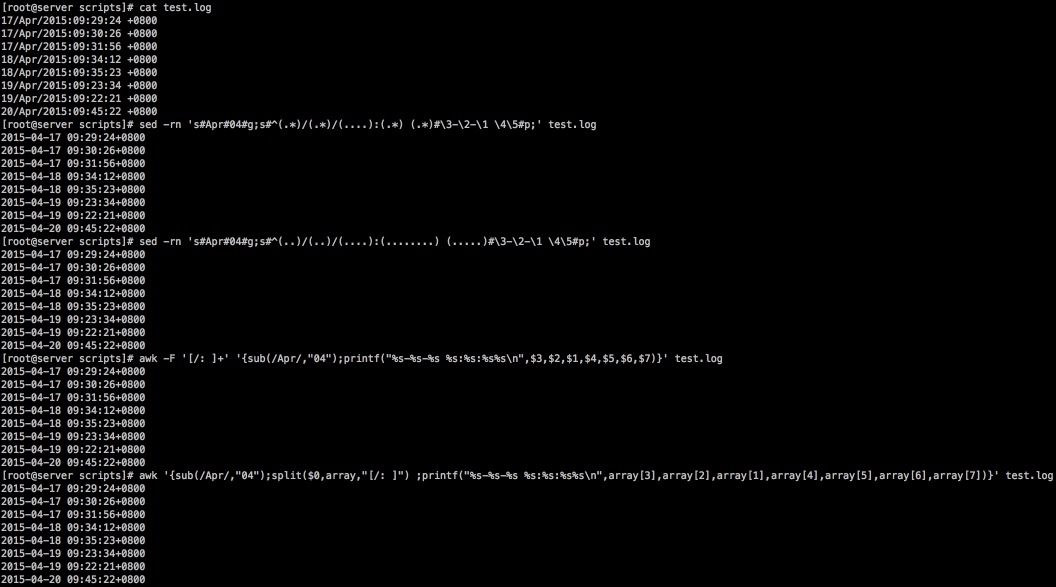 [root@server scripts]# cat test.log
17/Apr/2015:09:29:24 +0800
17/Apr/2015:09:30:26 +0800
17/Apr/2015:09:31:56 +0800
18/Apr/2015:09:34:12 +0800
18/Apr/2015:09:35:23 +0800
19/Apr/2015:09:23:34 +0800
19/Apr/2015:09:22:21 +0800
20/Apr/2015:09:45:22 +0800
[root@server scripts]# sed -rn 's#Apr#04#g;s#^(.*)/(.*)/(....):(.*) (.*)#\3-\2-\1 \4\5#p;' test.log
2015-04-17 09:29:24+0800
2015-04-17 09:30:26+0800
2015-04-17 09:31:56+0800
2015-04-18 09:34:12+0800
2015-04-18 09:35:23+0800
2015-04-19 09:23:34+0800
2015-04-19 09:22:21+0800
2015-04-20 09:45:22+0800
[root@server scripts]# sed -rn 's#Apr#04#g;s#^(..)/(..)/(....):(........) (.....)#\3-\2-\1 \4\5#p;' test.log
2015-04-17 09:29:24+0800
2015-04-17 09:30:26+0800
2015-04-17 09:31:56+0800
2015-04-18 09:34:12+0800
2015-04-18 09:35:23+0800
2015-04-19 09:23:34+0800
2015-04-19 09:22:21+0800
2015-04-20 09:45:22+0800
[root@server scripts]# awk -F '[/: ]+' '{sub(/Apr/,"04");printf("%s-%s-%s %s:%s:%s%s\n",$3,$2,$1,$4,$5,$6,$7)}' test.log
2015-04-17 09:29:24+0800
2015-04-17 09:30:26+0800
2015-04-17 09:31:56+0800
2015-04-18 09:34:12+0800
2015-04-18 09:35:23+0800
2015-04-19 09:23:34+0800
2015-04-19 09:22:21+0800
2015-04-20 09:45:22+0800
[root@server scripts]# awk '{sub(/Apr/,"04");split($0,array,"[/: ]") ;printf("%s-%s-%s %s:%s:%s%s\n",array[3],array[2],array[1],array[4],array[5],array[6],array[7])}' test.log
2015-04-17 09:29:24+0800
2015-04-17 09:30:26+0800
2015-04-17 09:31:56+0800
2015-04-18 09:34:12+0800
2015-04-18 09:35:23+0800
2015-04-19 09:23:34+0800
2015-04-19 09:22:21+0800
2015-04-20 09:45:22+0800